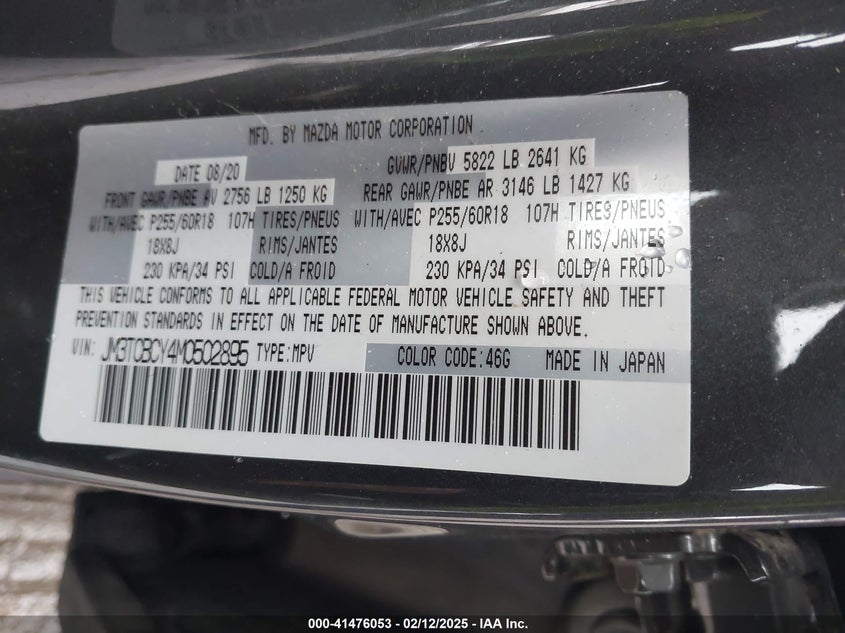 MFD. BY MAZDA MOTOR CORPORATION
DATE 08/20 GVWR/PNBV 5822 LB 2641 KG
FRONT GAWR/PNBE AV 2756 LB 1250 KG REAR GAWR/PNBE AR 3146 LB 1427 KG
WITH/AVEC P255/60R18 107H TIRES/PNEUS WITH/AVEC P255/60R18 107H TIRES/PNEUS
18X8J RIMS/JANTES 18X8J RIMS/JANTES
230 KPA/34 PSI COLD/A FROID 230 KPA/34 PSI COLD/A FROID
THIS VEHICLE CONFORMS TO ALL APPLICABLE FEDERAL MOTOR VEHICLE SAFETY AND THEFT
PREVENTION STANDARDS IN EFFECT ON THE DATE OF MANUFACTURE SHOWN ABOVE.
VIN: JM3TCBCY4M0502895 TYPE:MPV COLOR CODE:46G MADE IN JAPAN
000-41476053 — 02/12/2025 — IAA Inc.